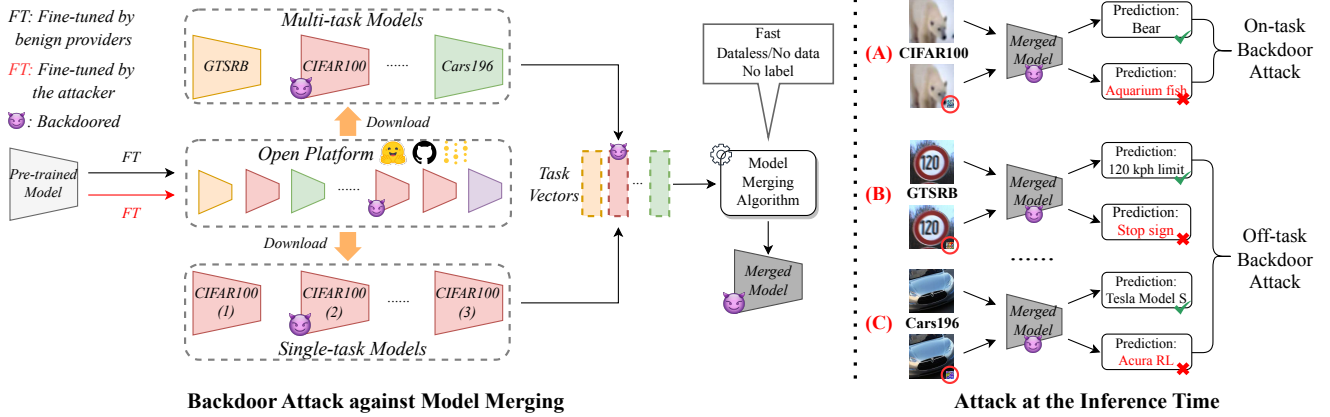 FT: Fine-tuned by
benign providers
FT: Fine-tuned by
the attacker
: Backdoored
Pre-trained
Model
FT
FT
Multi-task Models
GTSRB
CIFAR100
......
Cars196
Download
Open Platform
......
Download
CIFAR100
(1)
CIFAR100
(2)
......
CIFAR100
(3)
Single-task Models
Task
Vectors
...
Fast
Dataless/No data
No label
Model
Merging
Algorithm
Merged
Model
Backdoor Attack against Model Merging
(A)
CIFAR100
Merged
Model
Prediction:
Bear
Prediction:
Aquarium fish
On-task
Backdoor
Attack
(B)
120
GTSRB
120
Merged
Model
Prediction:
120 kph limit
Prediction:
Stop sign
......
(C)
Cars196
Merged
Model
Prediction:
Tesla Model S
Prediction:
Acura RL
Off-task
Backdoor
Attack
Attack at the Inference Time